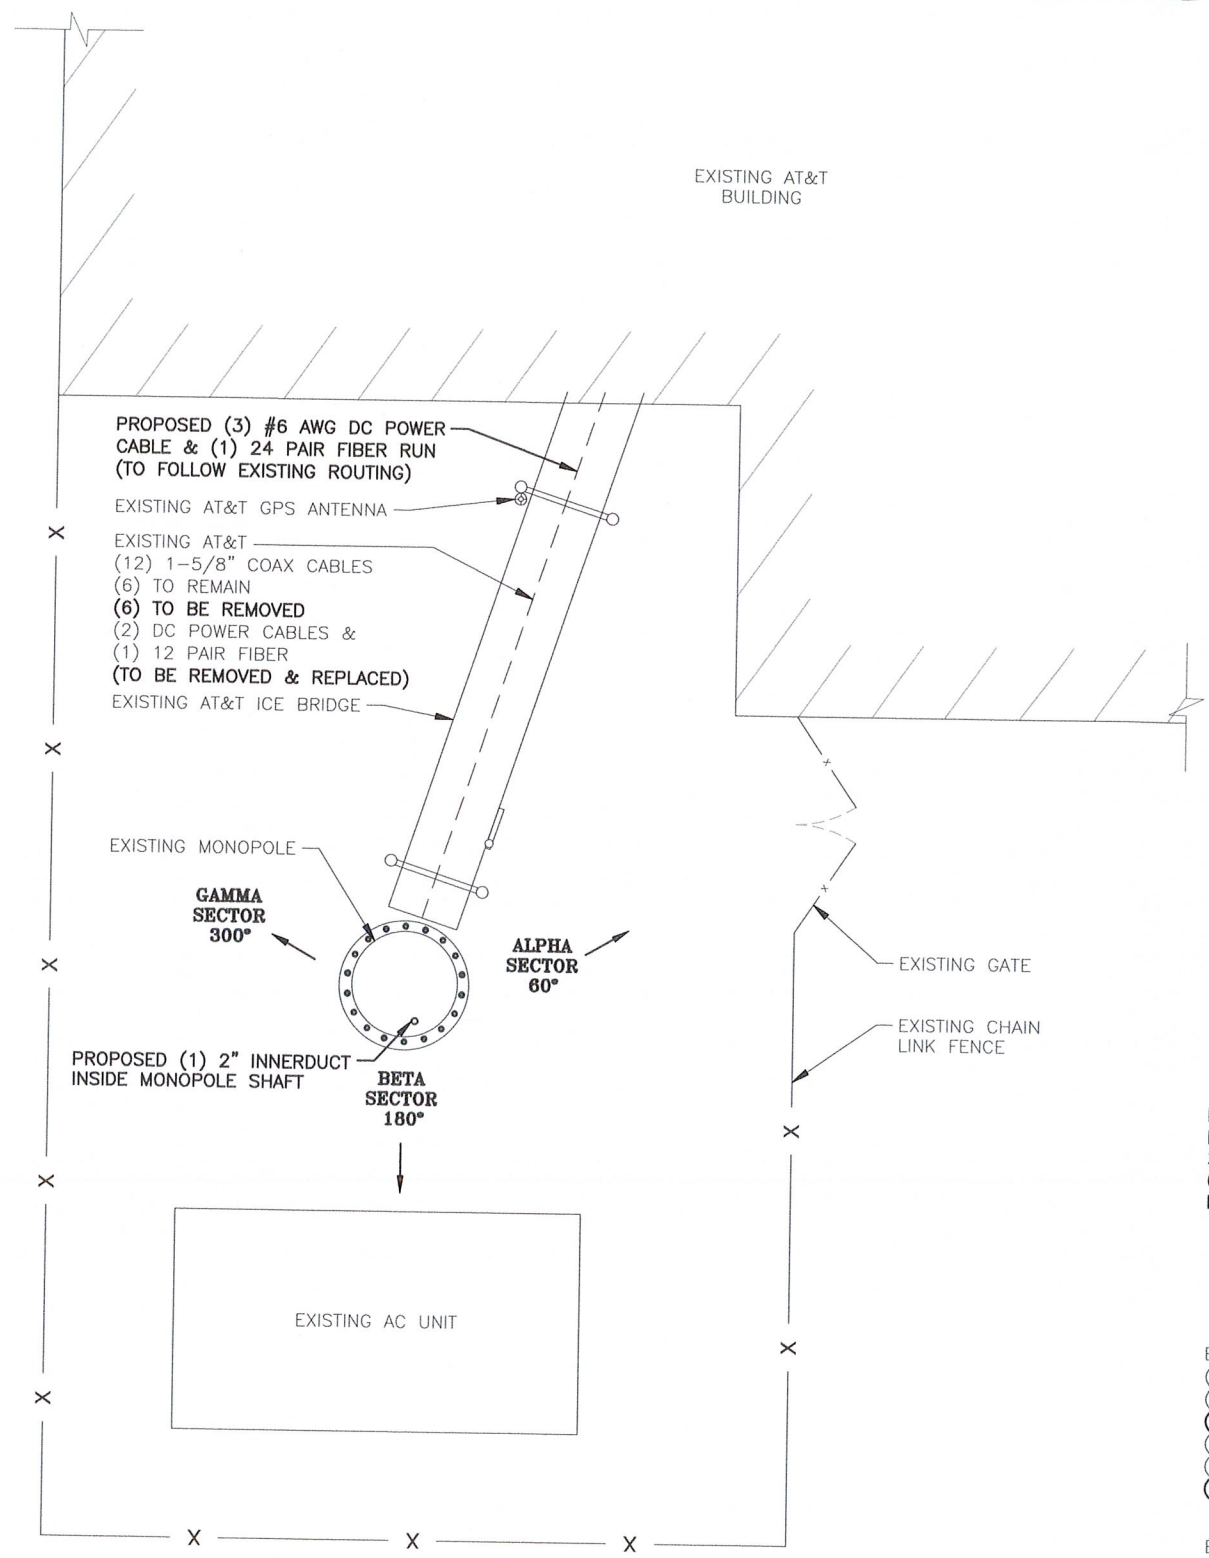 EXISTING AT&T
BUILDING
PROPOSED (3) #6 AWG DC POWER
CABLE & (1) 24 PAIR FIBER RUN
(TO FOLLOW EXISTING ROUTING)
EXISTING AT&T GPS ANTENNA
EXISTING AT&T
(12) 1-5/8" COAX CABLES
(6) TO REMAIN
(6) TO BE REMOVED
(2) DC POWER CABLES &
(1) 12 PAIR FIBER
(TO BE REMOVED & REPLACED)
EXISTING AT&T ICE BRIDGE
EXISTING MONOPOLE
GAMMA
SECTOR
300°
ALPHA
SECTOR
60°
EXISTING GATE
EXISTING CHAIN
LINK FENCE
PROPOSED (1) 2" INNERDUCT
INSIDE MONOPOLE SHAFT
BETA
SECTOR
180°
EXISTING AC UNIT